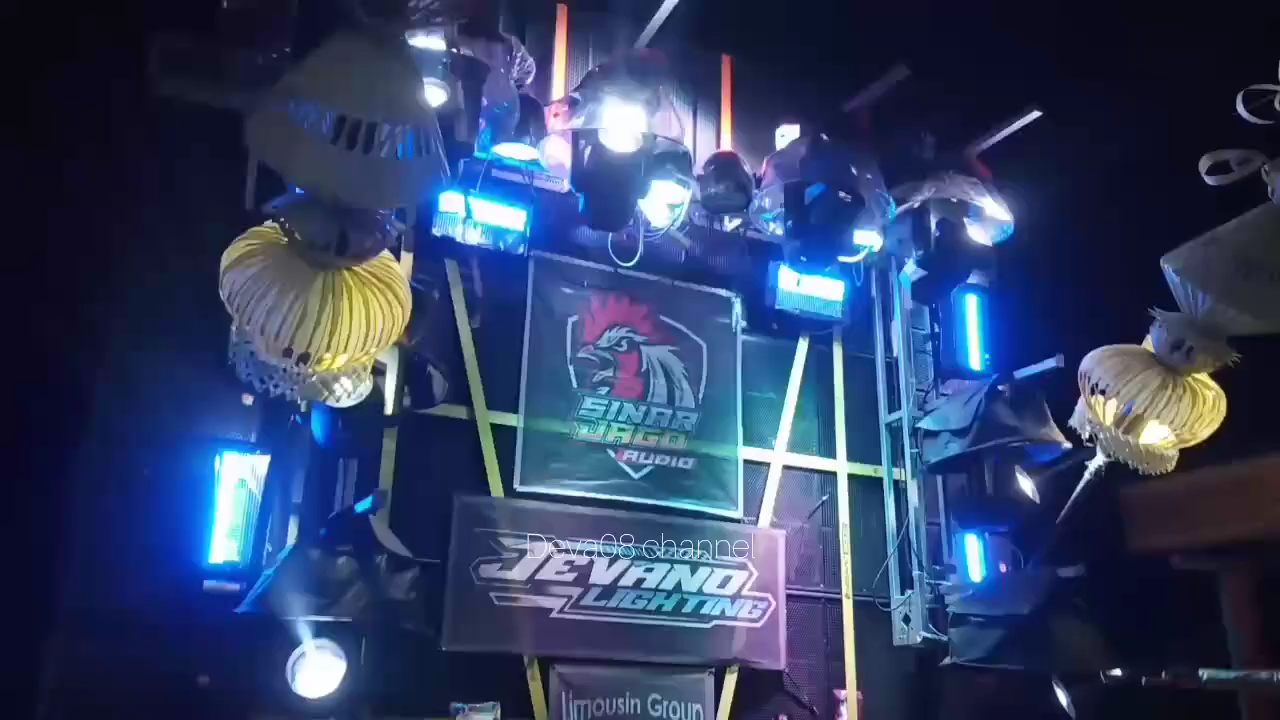 SINAR
JAGO
AUDIO
Deva08 channel
JEVANO
LIGHTING
Limousin Group